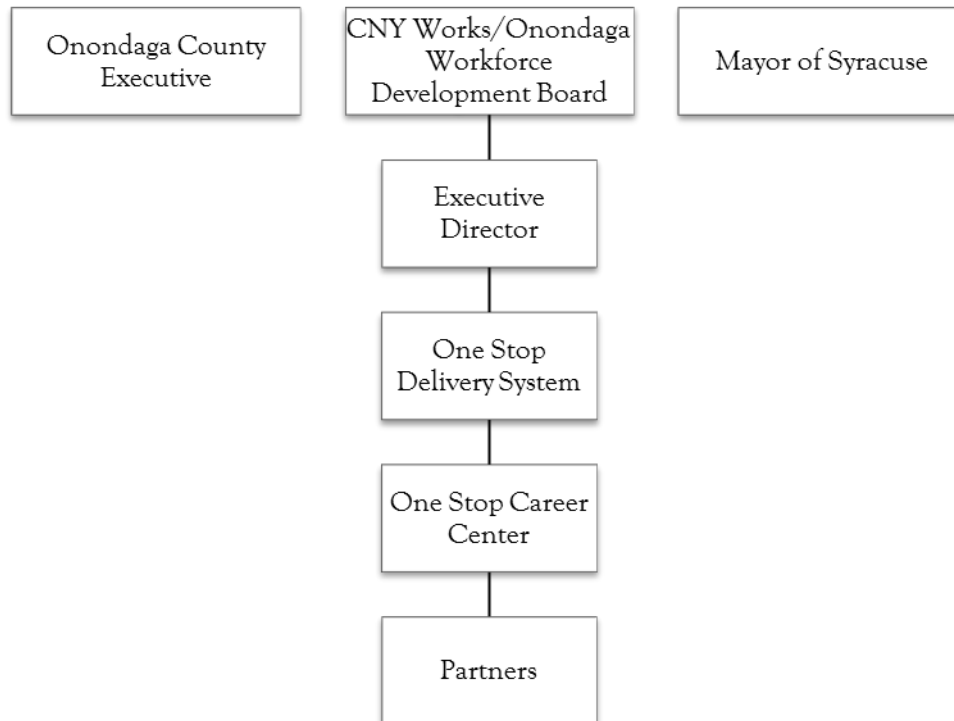 Onondaga County
Executive
CNY Works/Onondaga
Workforce
Development Board
Mayor of Syracuse
Executive
Director
One Stop
Delivery System
One Stop Career
Center
Partners